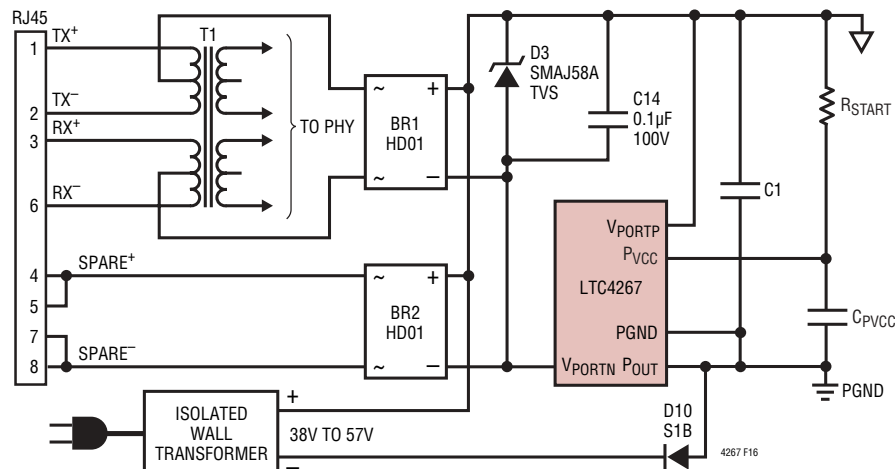 RJ45
1
TX+
2
TX−
3
RX+
6
RX−
T1
TO PHY
~
+
BR1
HD01
~
−
D3
SMAJ58A
TVS
C14
0.1µF
100V
RSTART
C1
4
SPARE+
5
7
8
SPARE−
~
+
BR2
HD01
~
−
VPORTP
PVCC
LTC4267
PGND
VPORTN POUT
CPVCC
PGND
ISOLATED
WALL
TRANSFORMER
+
38V TO 57V
−
D10
S1B
4267 F16